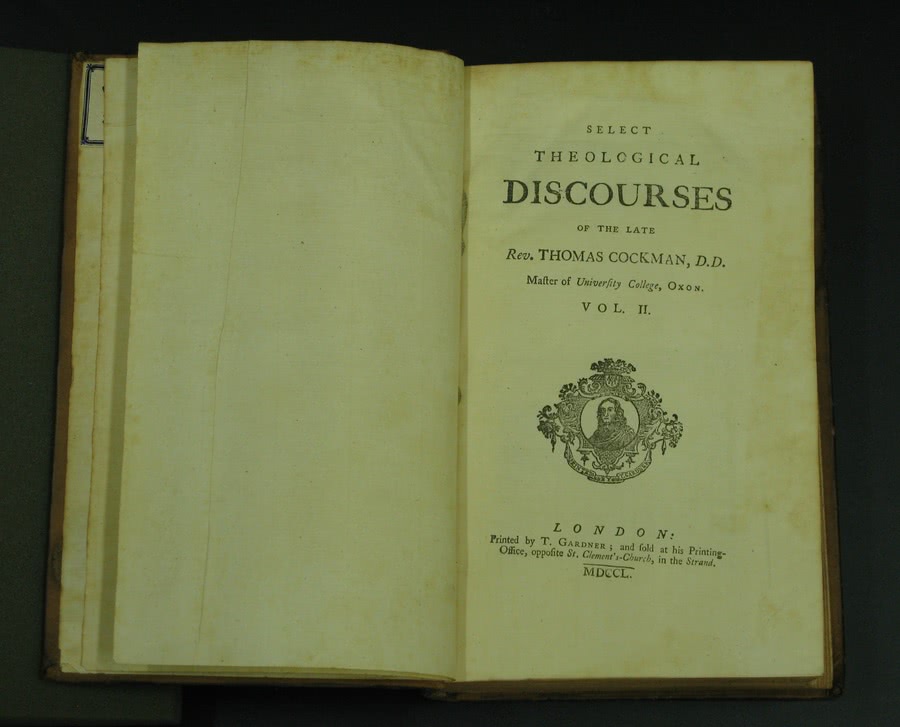 SELECT
THEOLOGICAL
DISCOURSES
OF THE LATE
Rev. THOMAS COCKMAN, D.D.
Maſter of Univerſity College, OXON.
VOL. II.
LONDON:
Printed by T. GARDNER; and ſold at his Printing-
Office, oppoſite St. Clement's-Church, in the Strand.
MDCCL.